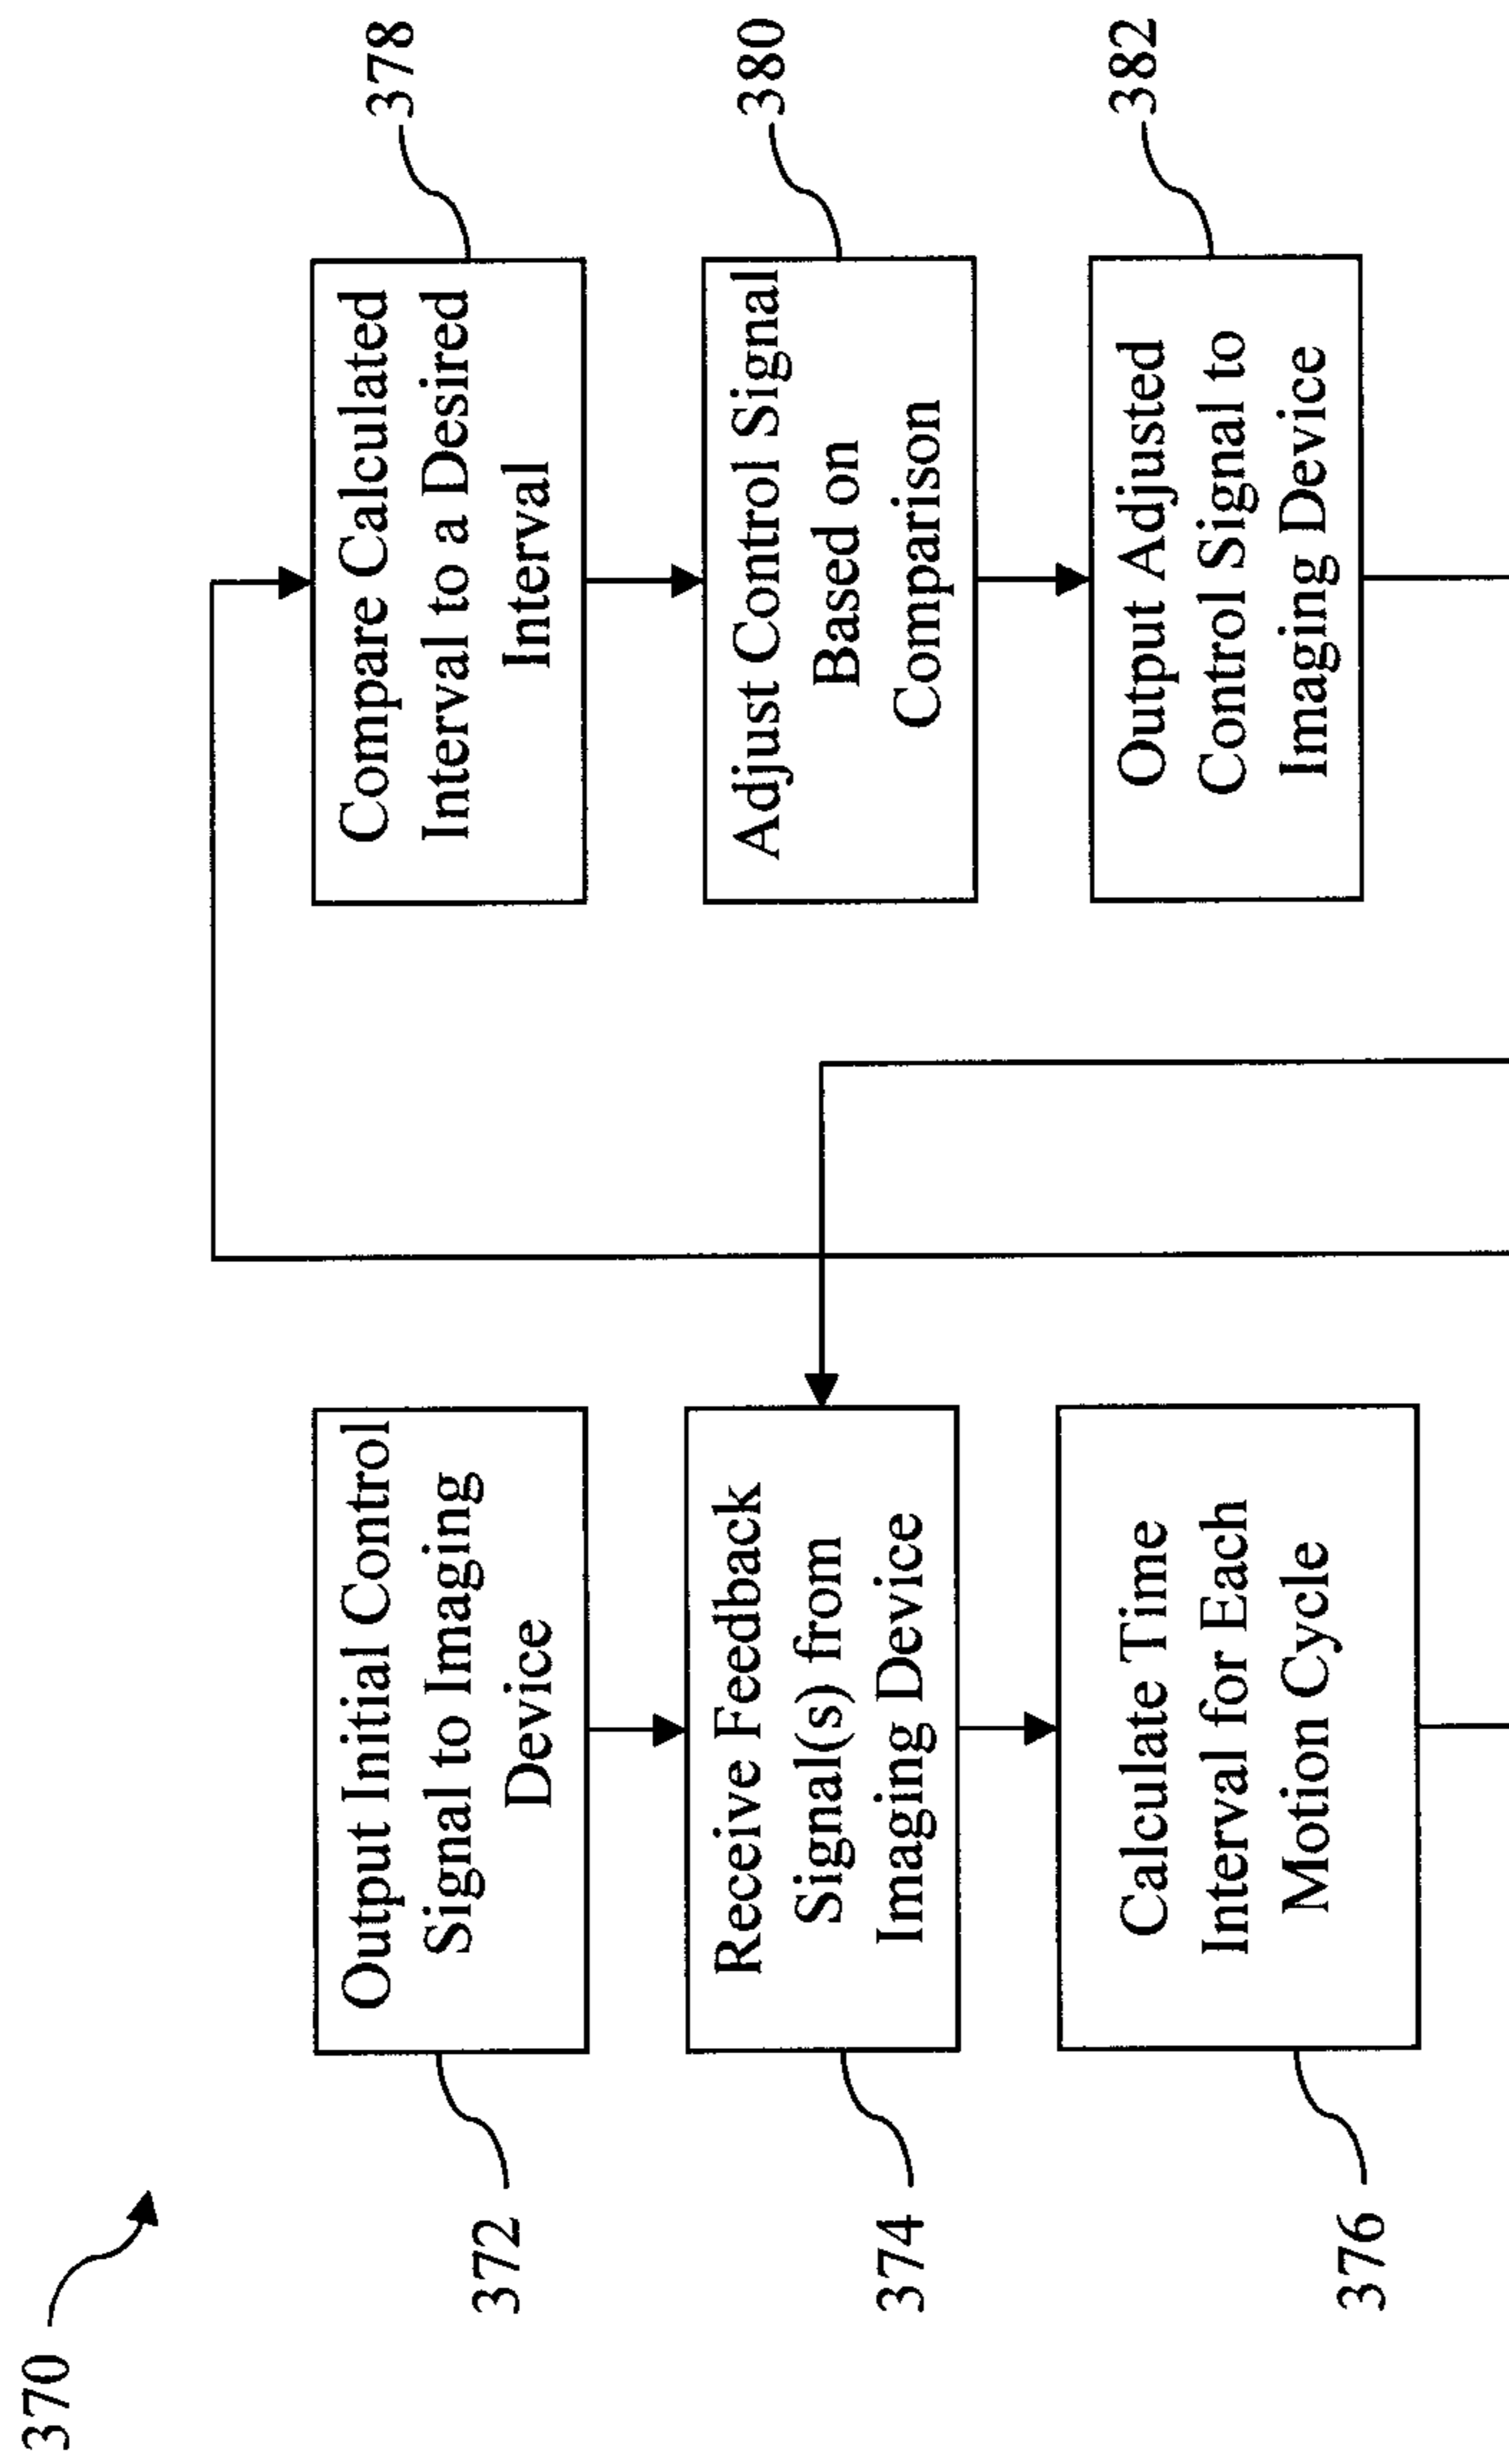 370
372
Output Initial Control
Signal to Imaging
Device
374
Receive Feedback
Signal(s) from
Imaging Device
376
Calculate Time
Interval for Each
Motion Cycle
378
Compare Calculated
Interval to a Desired
Interval
380
Adjust Control Signal
Based on
Comparison
382
Output Adjusted
Control Signal to
Imaging Device